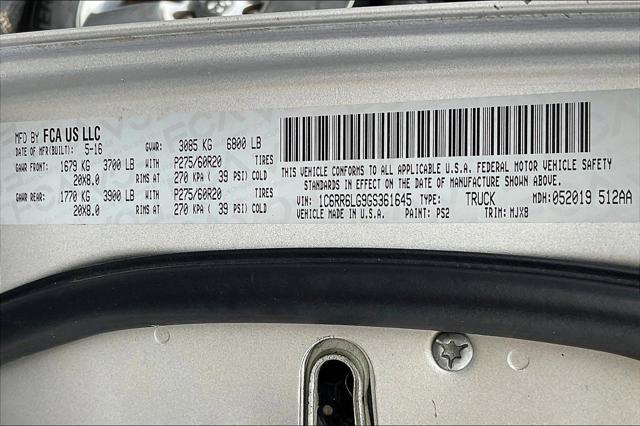 MFD BY FCA US LLC
DATE OF MFR(BUILT): 5-16 GVWR: 3085 KG 6800 LB
GAWR FRONT: 1679 KG 3700 LB WITH P275/60R20 TIRES
20X8.0 RIMS AT 270 KPA ( 39 PSI) COLD
GAWR REAR: 1770 KG 3900 LB WITH P275/60R20 TIRES
20X8.0 RIMS AT 270 KPA ( 39 PSI) COLD
THIS VEHICLE CONFORMS TO ALL APPLICABLE U.S.A. FEDERAL MOTOR VEHICLE SAFETY
STANDARDS IN EFFECT ON THE DATE OF MANUFACTURE SHOWN ABOVE.
VIN: 1C6RR6LG9GS361645 TYPE: TRUCK MDH:052019 512AA
VEHICLE MADE IN U.S.A. PAINT: PS2 TRIM: MJX8